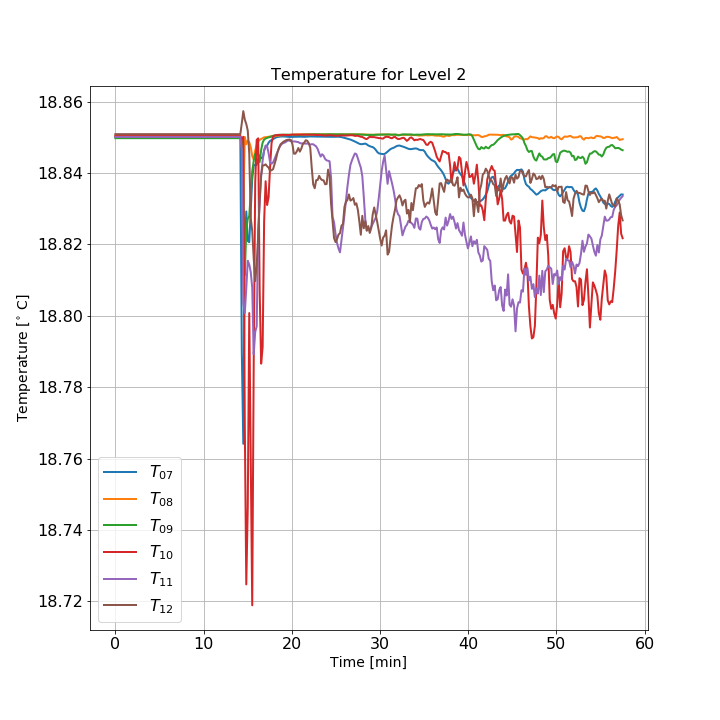 Temperature for Level 2
Temperature [° C]
18.86
18.84
18.82
18.80
18.78
18.76
18.74
18.72
T07
T08
T09
T10
T11
T12
0 10 20 30 40 50 60
Time [min]